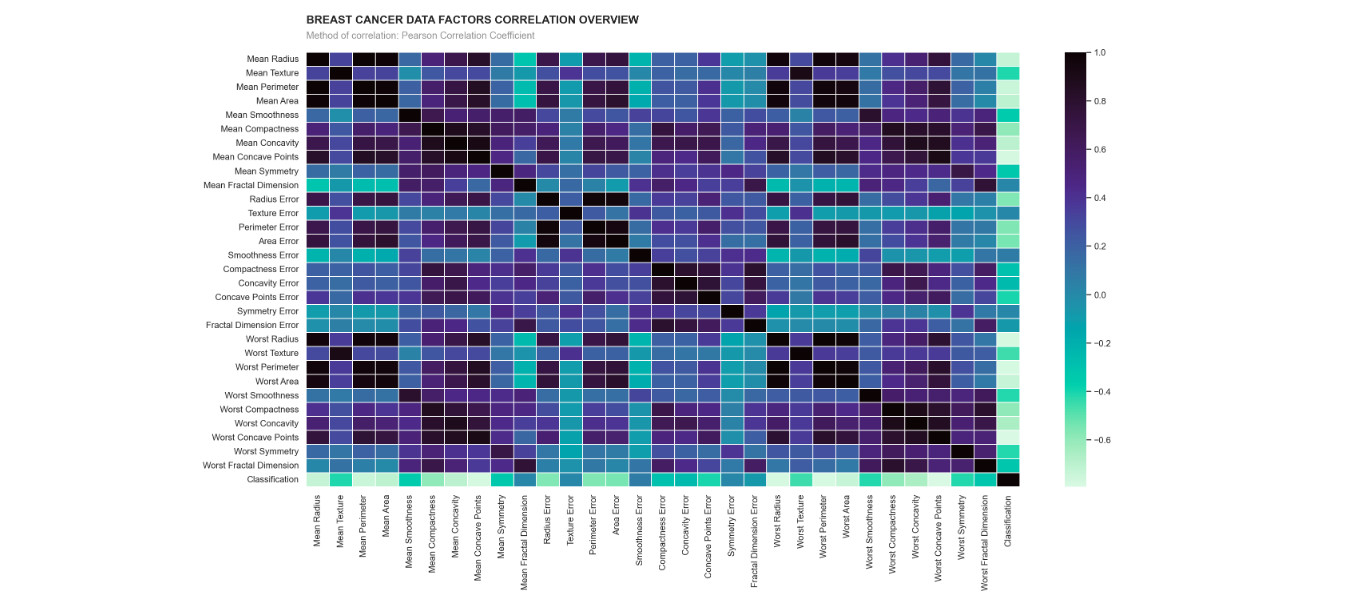 BREAST CANCER DATA FACTORS CORRELATION OVERVIEW
Method of correlation: Pearson Correlation Coefficient
Mean Radius
Mean Texture
Mean Perimeter
Mean Area
Mean Smoothness
Mean Compactness
Mean Concavity
Mean Concave Points
Mean Symmetry
Mean Fractal Dimension
Radius Error
Texture Error
Perimeter Error
Area Error
Smoothness Error
Compactness Error
Concavity Error
Concave Points Error
Symmetry Error
Fractal Dimension Error
Worst Radius
Worst Texture
Worst Perimeter
Worst Area
Worst Smoothness
Worst Compactness
Worst Concavity
Worst Concave Points
Worst Symmetry
Worst Fractal Dimension
Classification
Mean Radius
Mean Texture
Mean Perimeter
Mean Area
Mean Smoothness
Mean Compactness
Mean Concavity
Mean Concave Points
Mean Symmetry
Mean Fractal Dimension
Radius Error
Texture Error
Perimeter Error
Area Error
Smoothness Error
Compactness Error
Concavity Error
Concave Points Error
Symmetry Error
Fractal Dimension Error
Worst Radius
Worst Texture
Worst Perimeter
Worst Area
Worst Smoothness
Worst Compactness
Worst Concavity
Worst Concave Points
Worst Symmetry
Worst Fractal Dimension
Classification
1.0
0.8
0.6
0.4
0.2
0.0
−0.2
−0.4
−0.6